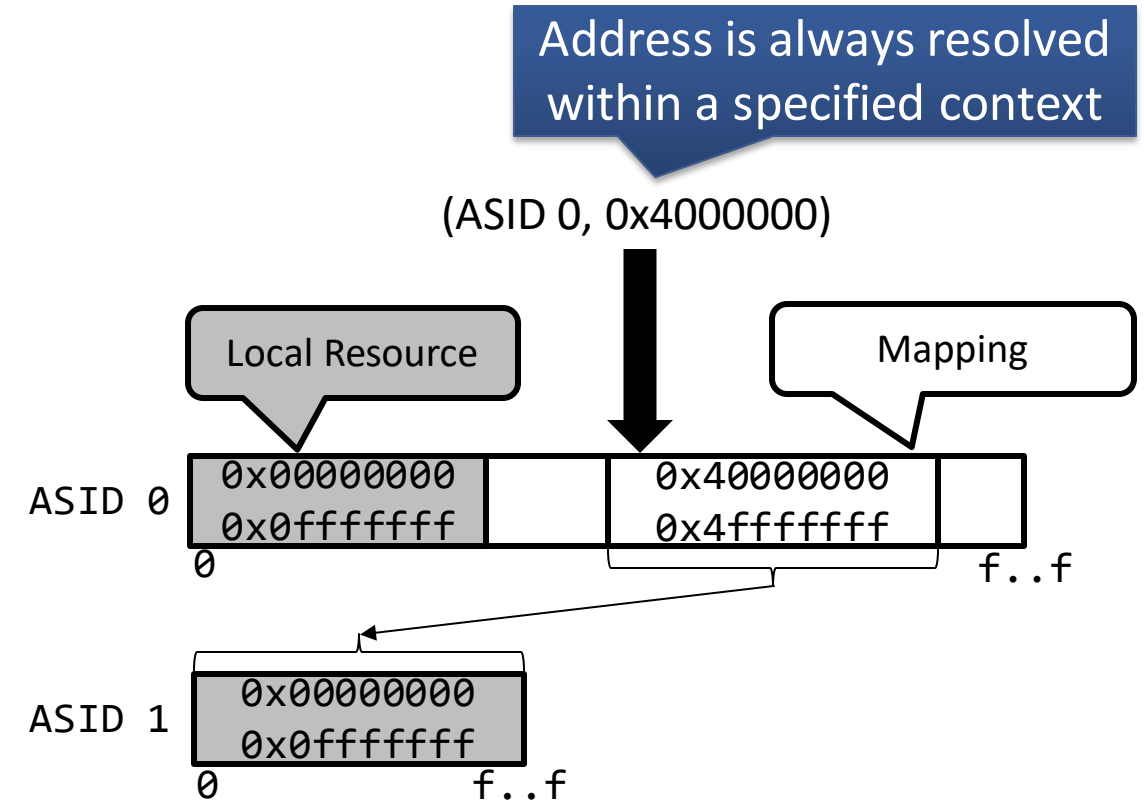 Address is always resolved
within a specified context
(ASID 0, 0x4000000)
Local Resource
Mapping
ASID 0
0x00000000
0x0fffffff
0x40000000
0x4fffffff
0
f..f
ASID 1
0x00000000
0x0fffffff
0
f..f